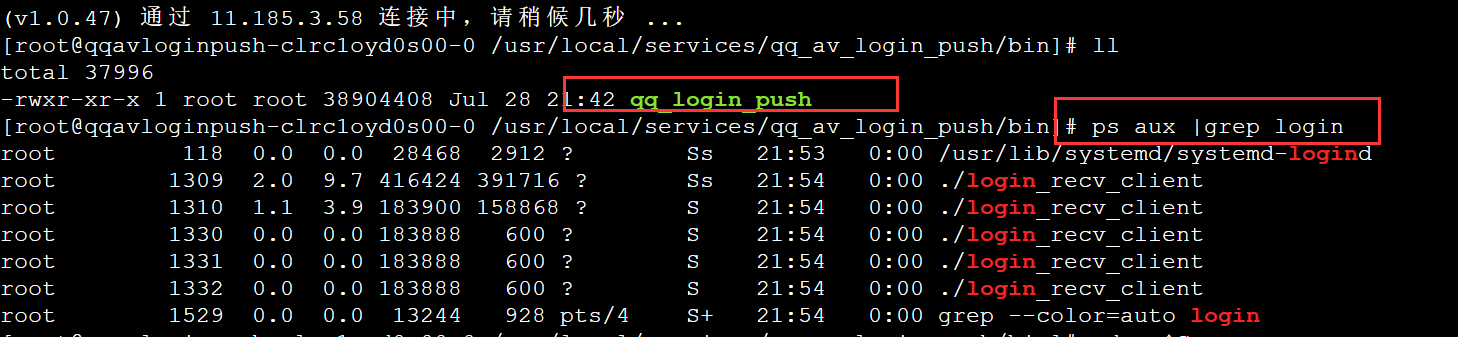 (v1.0.47) 通过 11.185.3.58 连接中，请稍候几秒 ...
[root@qqavloginpush-clrc1oyd0s00-0 /usr/local/services/qq_av_login_push/bin]# ll
total 37996
-rwxr-xr-x 1 root root 38904408 Jul 28 21:42 qq_login_push
[root@qqavloginpush-clrc1oyd0s00-0 /usr/local/services/qq_av_login_push/bin]# ps aux |grep login
root 118 0.0 0.0 28468 2912 ? Ss 21:53 0:00 /usr/lib/systemd/systemd-logind
root 1309 2.0 9.7 416424 391716 ? Ss 21:54 0:00 ./login_recv_client
root 1310 1.1 3.9 183900 158868 ? S 21:54 0:00 ./login_recv_client
root 1330 0.0 0.0 183888 600 ? S 21:54 0:00 ./login_recv_client
root 1331 0.0 0.0 183888 600 ? S 21:54 0:00 ./login_recv_client
root 1332 0.0 0.0 183888 600 ? S 21:54 0:00 ./login_recv_client
root 1529 0.0 0.0 13244 928 pts/4 S+ 21:54 0:00 grep --color=auto login